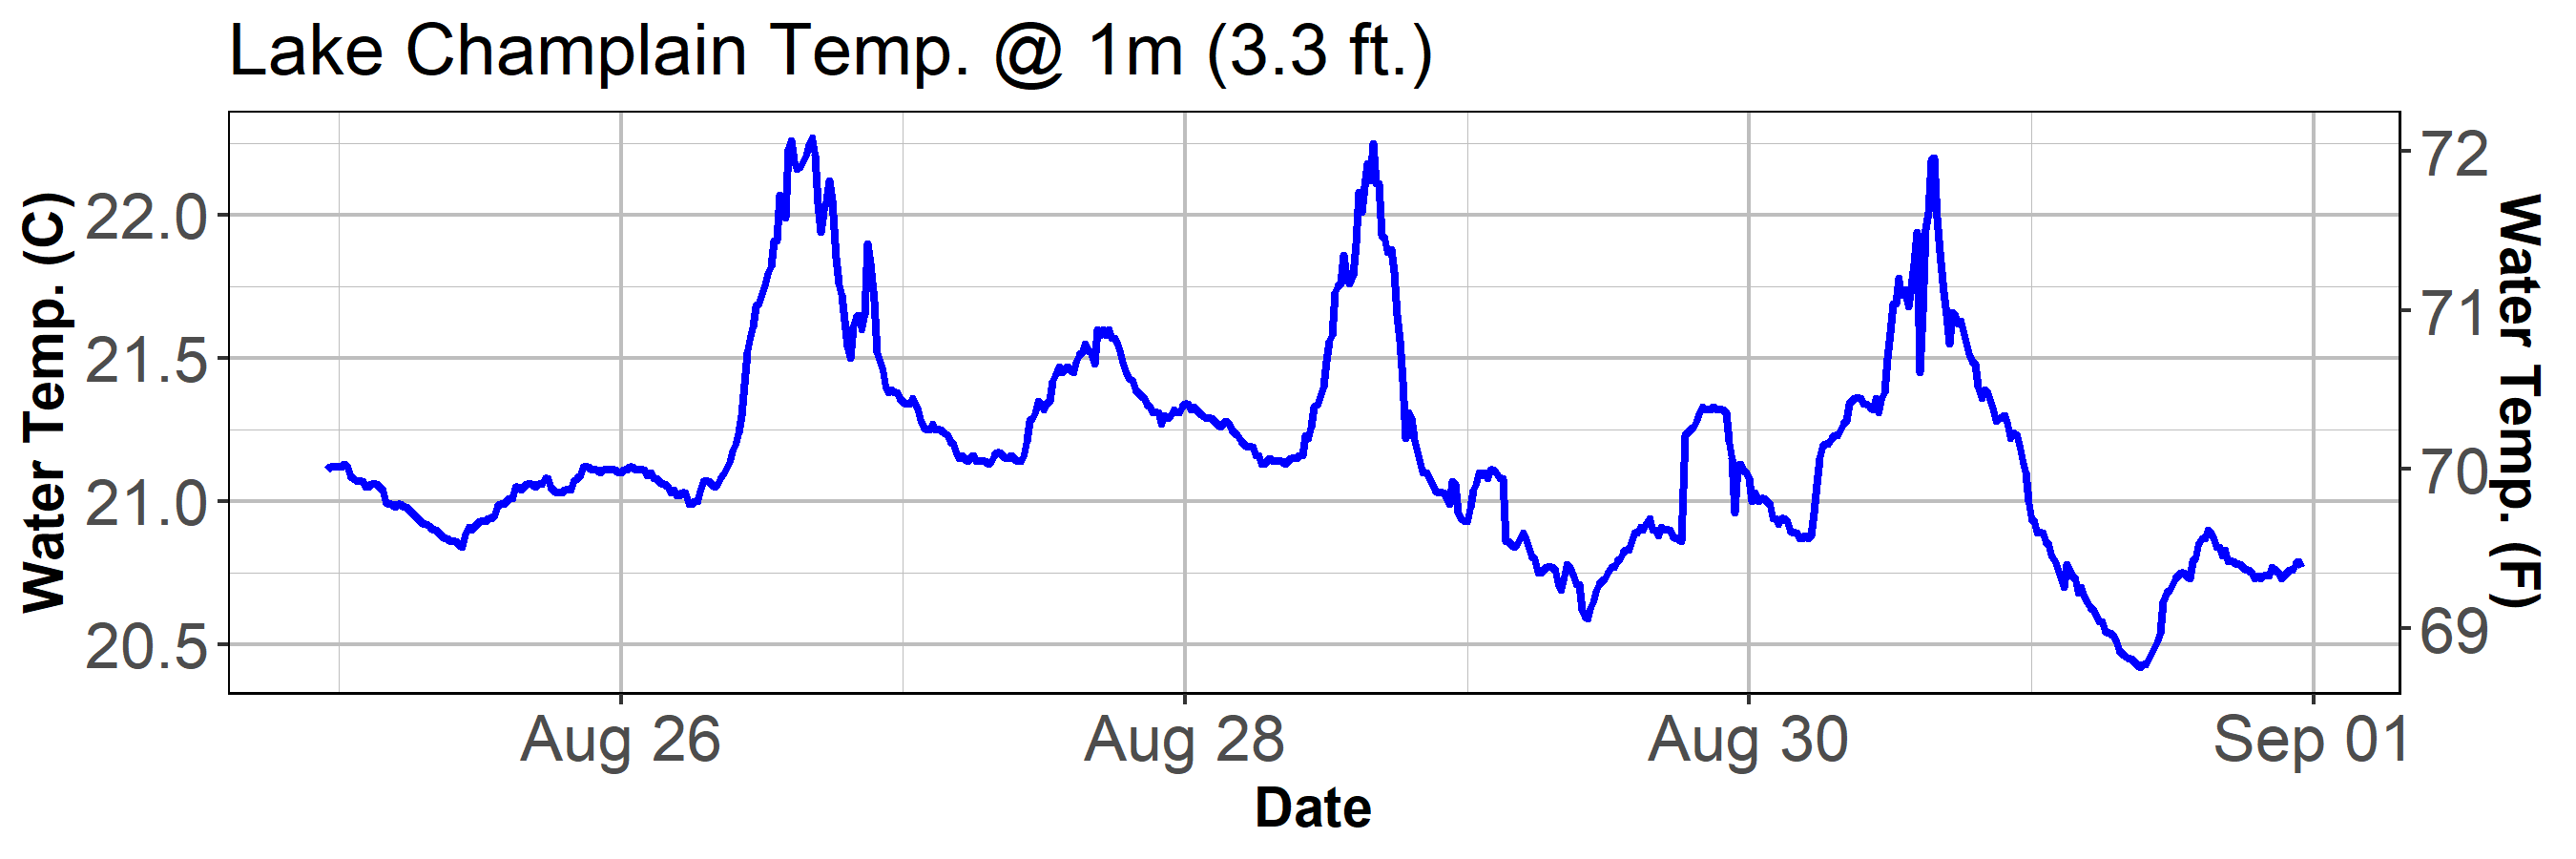 Lake Champlain Temp. @ 1m (3.3 ft.)
Water Temp. (C)
22.0
21.5
21.0
20.5
72
71
70
69
Water Temp. (F)
Aug 26
Aug 28
Aug 30
Sep 01
Date